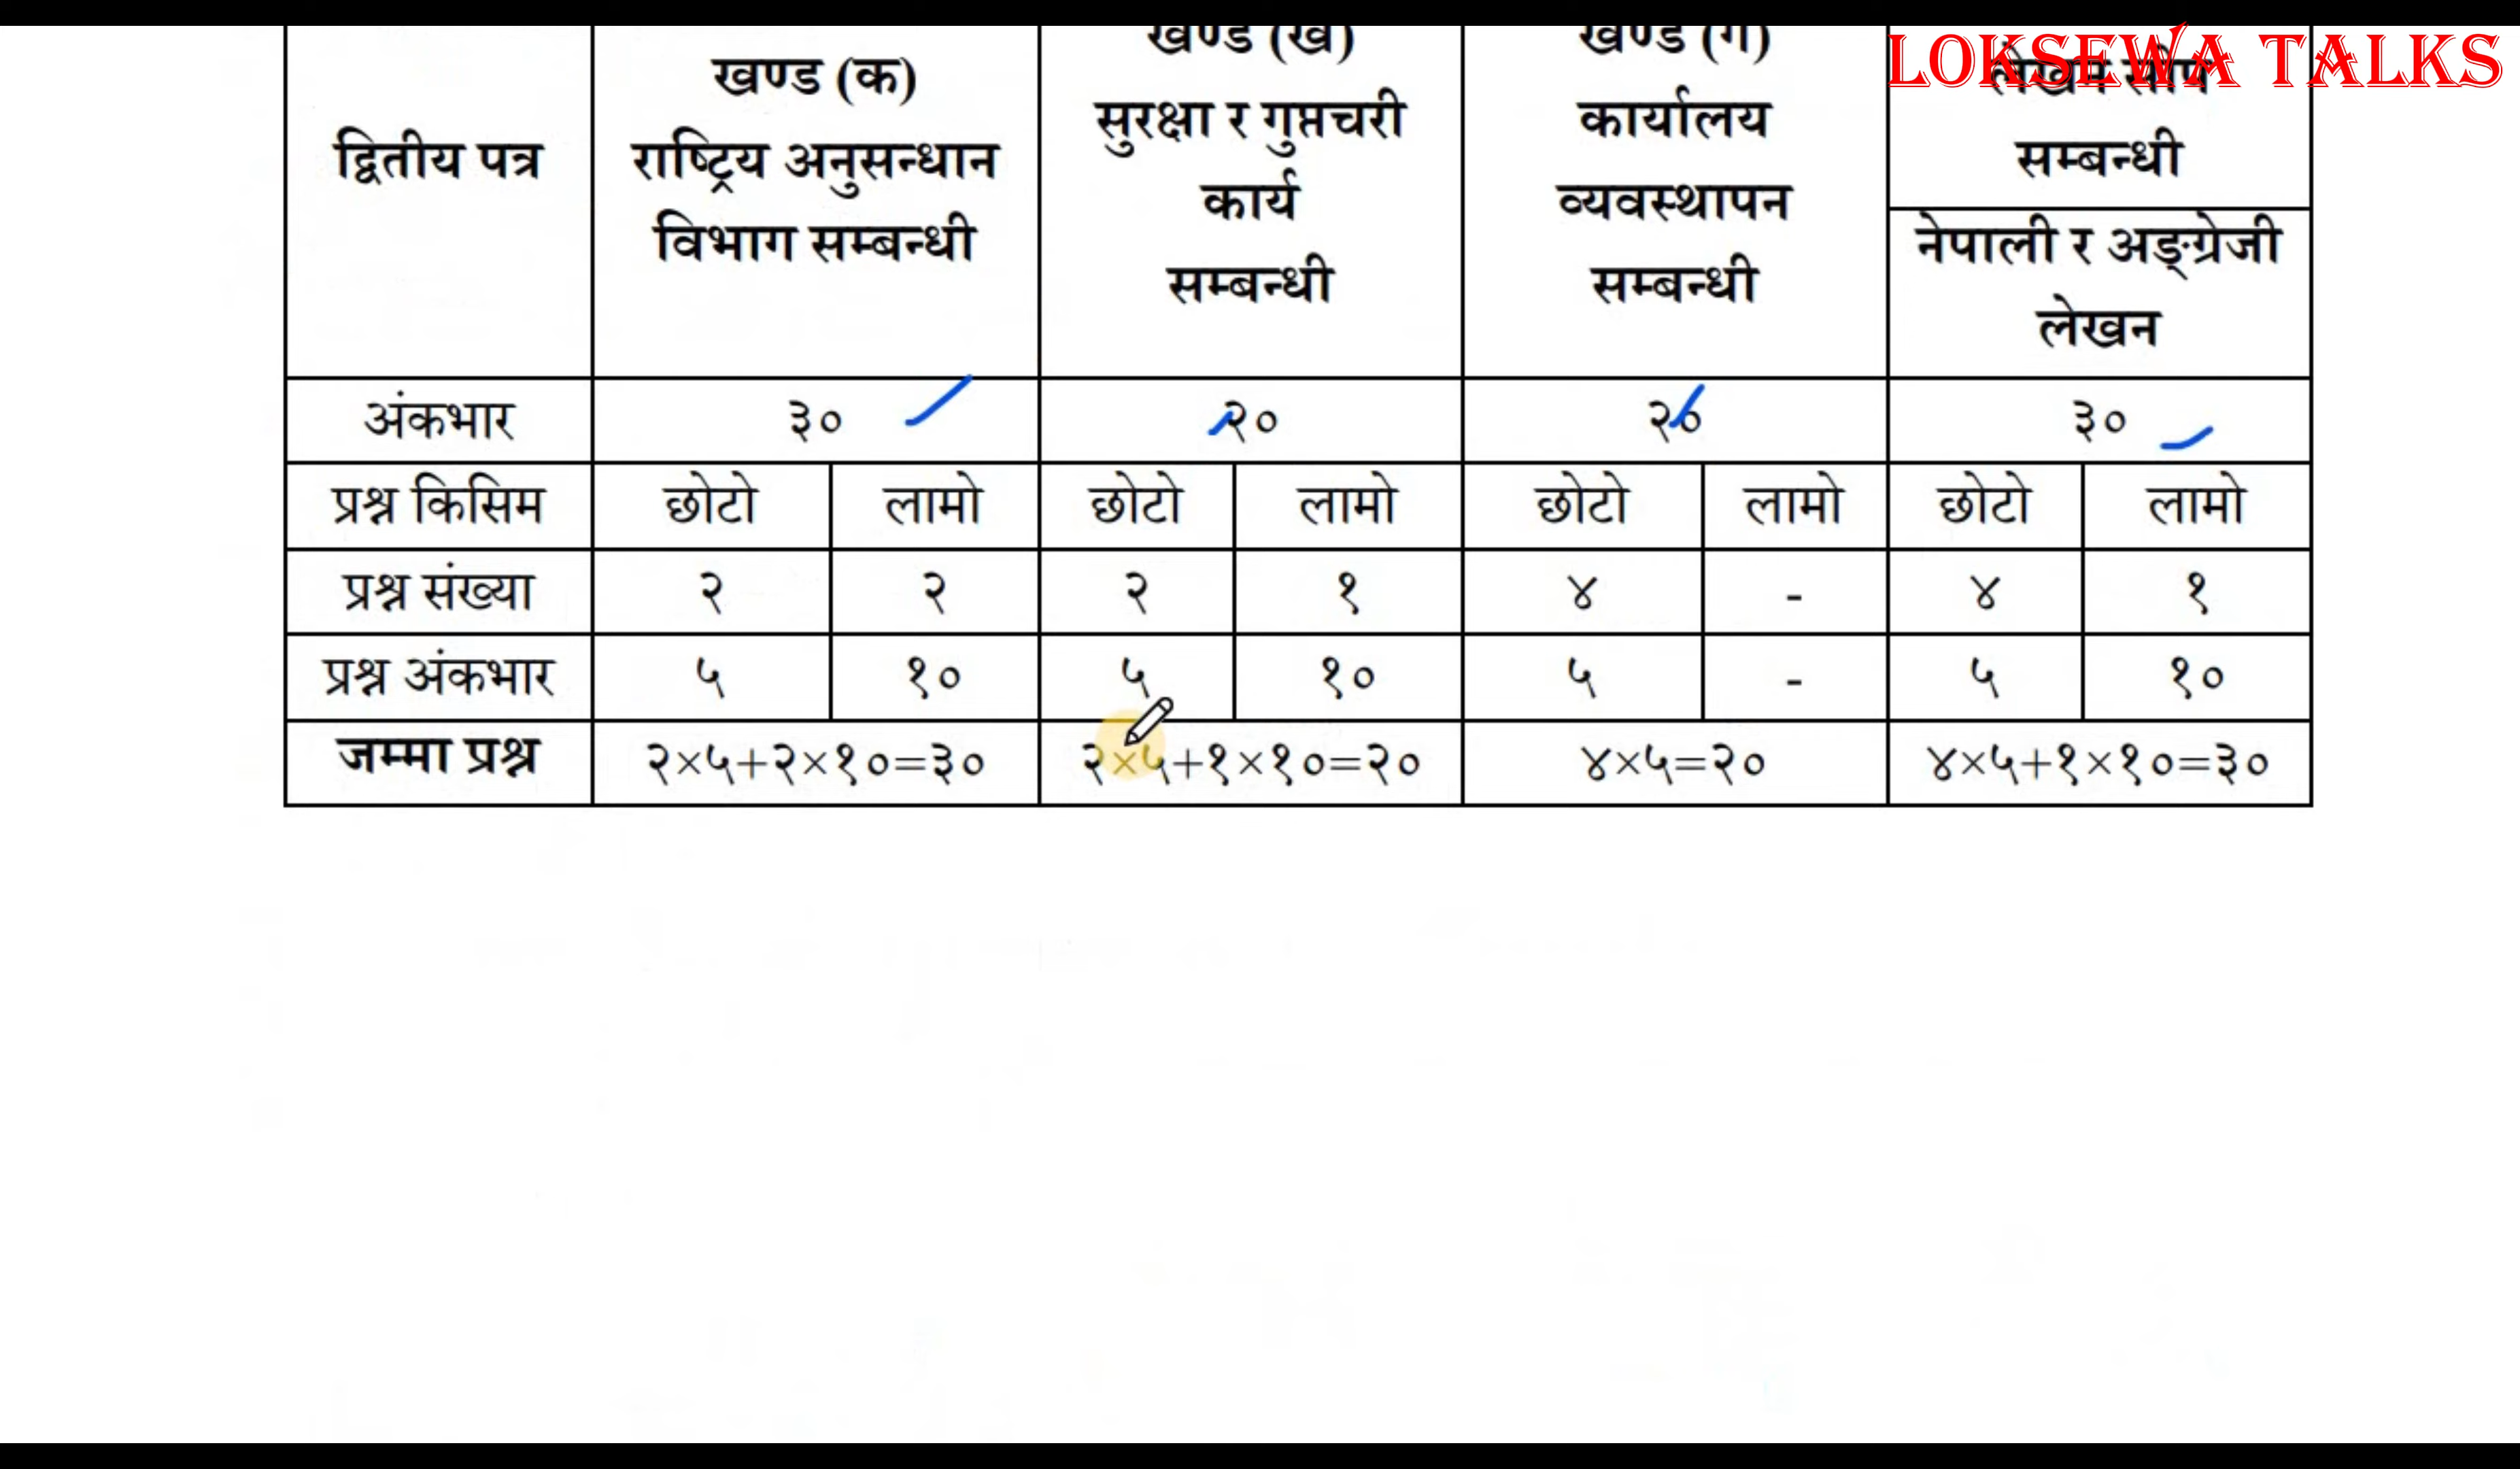 LOKSEWA TALKS
द्वितीय पत्र
खण्ड (क)
राष्ट्रिय अनुसन्धान
विभाग सम्बन्धी
खण्ड (ख)
सुरक्षा र गुप्तचरी
कार्य
सम्बन्धी
खण्ड (ग)
कार्यालय
व्यवस्थापन
सम्बन्धी
लेखन सीप
सम्बन्धी
नेपाली र अङ्ग्रेजी
लेखन
अंकभार ३० २० २० ३०
प्रश्न किसिम छोटो लामो छोटो लामो छोटो लामो छोटो लामो
प्रश्न संख्या २ २ २ १ ४ - ४ १
प्रश्न अंकभार ५ १० ५ १० ५ - ५ १०
जम्मा प्रश्न २×५+२×१०=३० २×५+१×१०=२० ४×५=२० ४×५+१×१०=३०